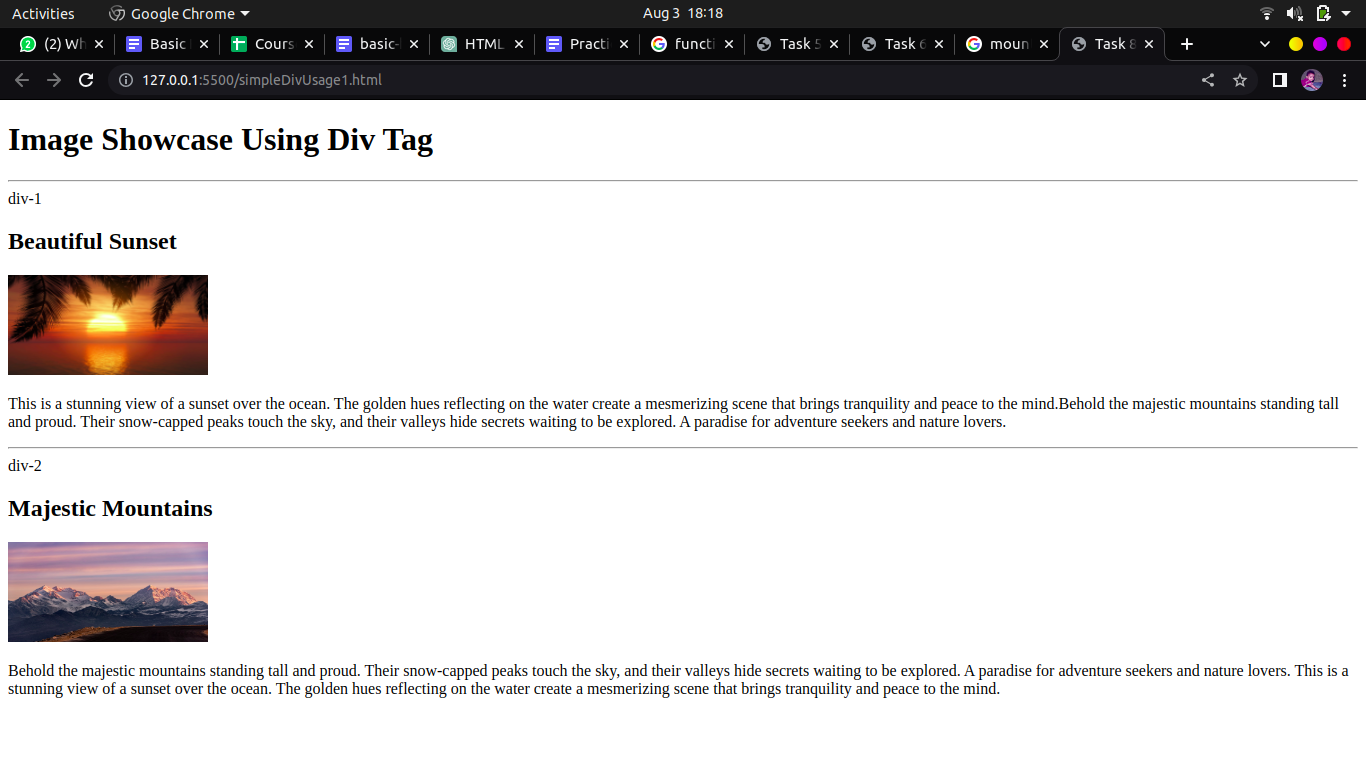 Activities
Google Chrome
Aug 3 18:18
(2) Wh
Basic
Cours
basic-
HTML
Practi
functi
Task 5
Task 6
moun
Task 8
127.0.0.1:5500/simpleDivUsage1.html
Image Showcase Using Div Tag
div-1
Beautiful Sunset
This is a stunning view of a sunset over the ocean. The golden hues reflecting on the water create a mesmerizing scene that brings tranquility and peace to the mind.Behold the majestic mountains standing tall
and proud. Their snow-capped peaks touch the sky, and their valleys hide secrets waiting to be explored. A paradise for adventure seekers and nature lovers.
div-2
Majestic Mountains
Behold the majestic mountains standing tall and proud. Their snow-capped peaks touch the sky, and their valleys hide secrets waiting to be explored. A paradise for adventure seekers and nature lovers. This is a
stunning view of a sunset over the ocean. The golden hues reflecting on the water create a mesmerizing scene that brings tranquility and peace to the mind.